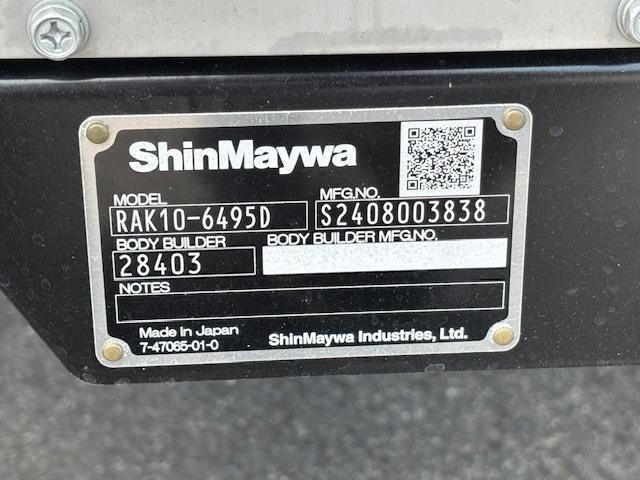 ShinMaywa
MODEL MFG.NO.
RAK10-6495D S2408003838
BODY BUILDER BODY BUILDER MFG.NO.
28403
NOTES
Made in Japan
7-47065-01-0 ShinMaywa Industries, Ltd.